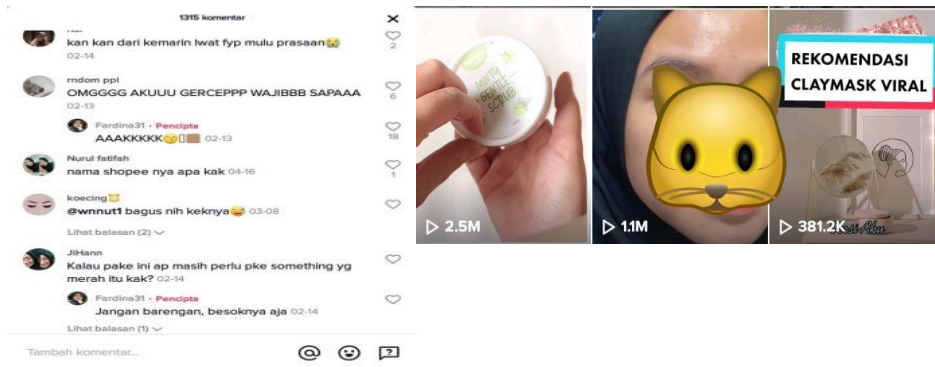 1315 komentar
kan kan dari kemarin lwat fyp mulu prasaan😭
02-14
2
rndom ppl
OMGGGG AKUUU GERCEPPP WAJIBBB SAPAAA
02-13
6
Fardina31 · Pencipta
AAAKKKKK 02-13
18
Nurul fatifah
nama shopee nya apa kak 04-16
1
koecing
@wnnut1 bagus nih keknya😅 03-08
Lihat balasan (2)
JiHann
Kalau pake ini ap masih perlu pke something yg
merah itu kak? 02-14
Fardina31 · Pencipta
Jangan barengan, besoknya aja 02-14
Lihat balasan (1)
Tambah komentar...
SCRUB
2.5M
1.1M
REKOMENDASI
CLAYMASK VIRAL
381.2K